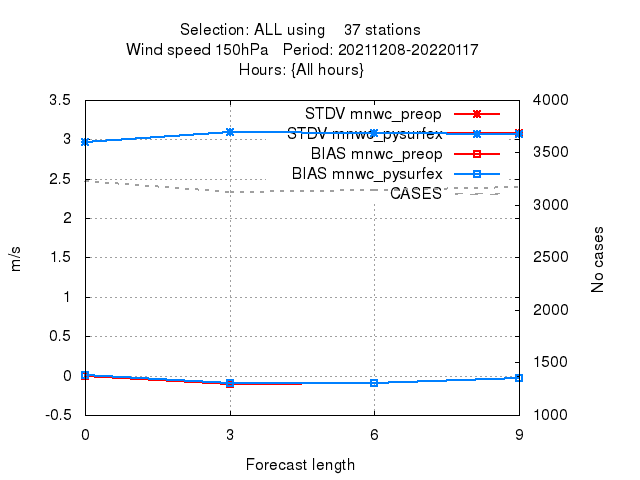 Selection: ALL using 37 stations
Wind speed 150hPa Period: 20211208-20220117
Hours: {All hours}
3.5
3
2.5
2
1.5
1
0.5
0
-0.5
m/s
STDV mnwc_preop
STDV mnwc_pysurfex
BIAS mnwc_preop
BIAS mnwc_pysurfex
CASES
4000
3500
3000
2500
2000
1500
1000
No cases
0 3 6 9
Forecast length